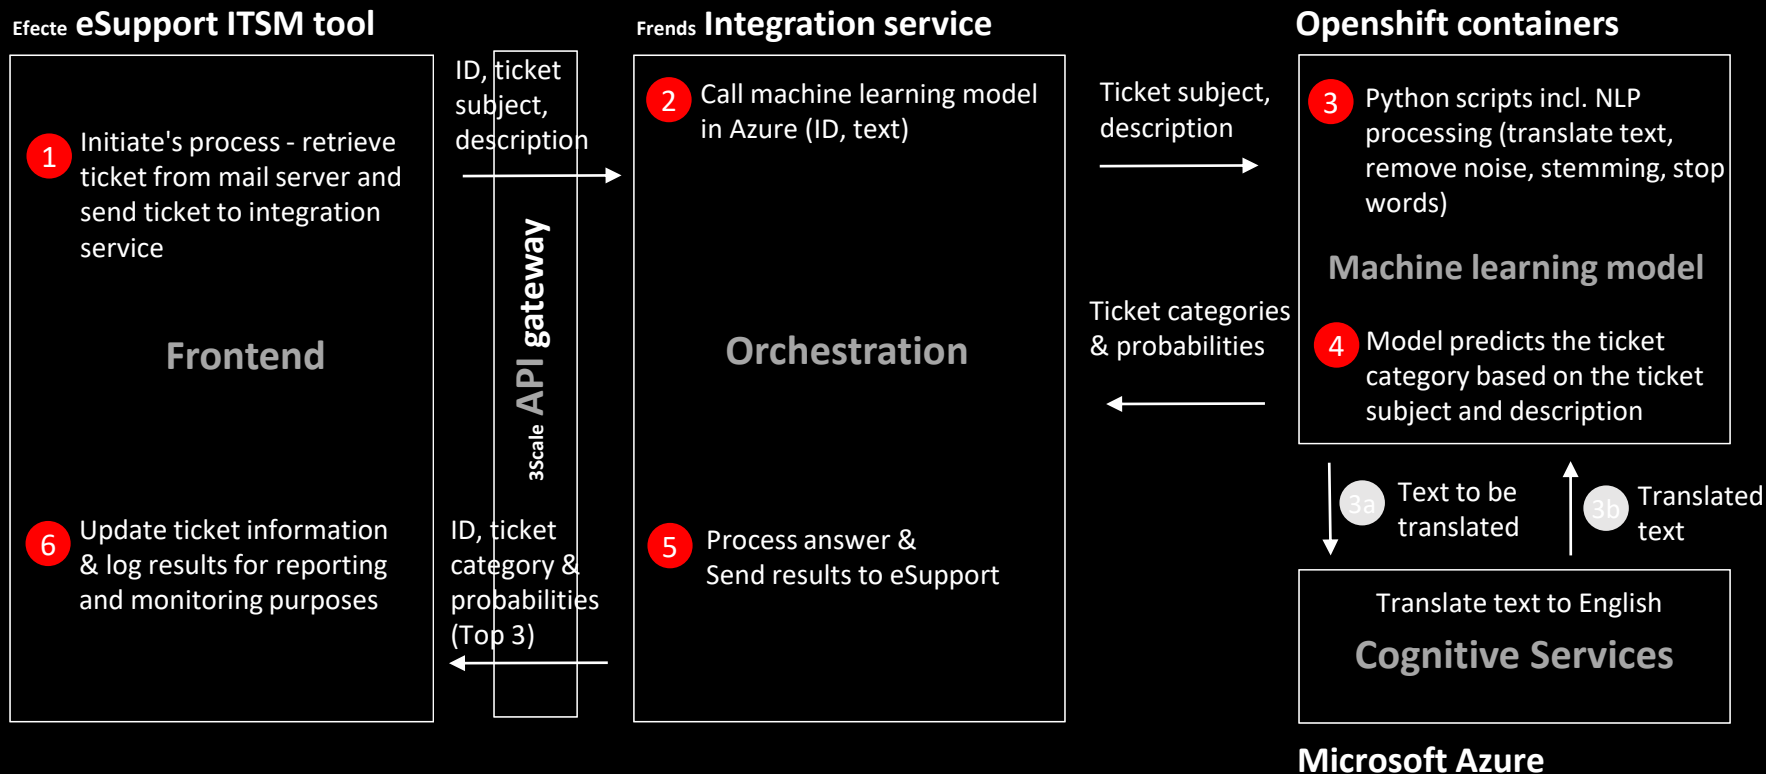 Efecte eSupport ITSM tool
1
Initiate's process - retrieve
ticket from mail server and
send ticket to integration
service
Frontend
6
Update ticket information
& log results for reporting
and monitoring purposes
ID, ticket
subject,
description
3Scale API gateway
ID, ticket
category &
probabilities
(Top 3)
Frends Integration service
2
Call machine learning model
in Azure (ID, text)
Orchestration
5
Process answer &
Send results to eSupport
Ticket subject,
description
Ticket categories
& probabilities
Openshift containers
3
Python scripts incl. NLP
processing (translate text,
remove noise, stemming, stop
words)
Machine learning model
4
Model predicts the ticket
category based on the ticket
subject and description
3a
Text to be
translated
3b
Translated
text
Translate text to English
Cognitive Services
Microsoft Azure